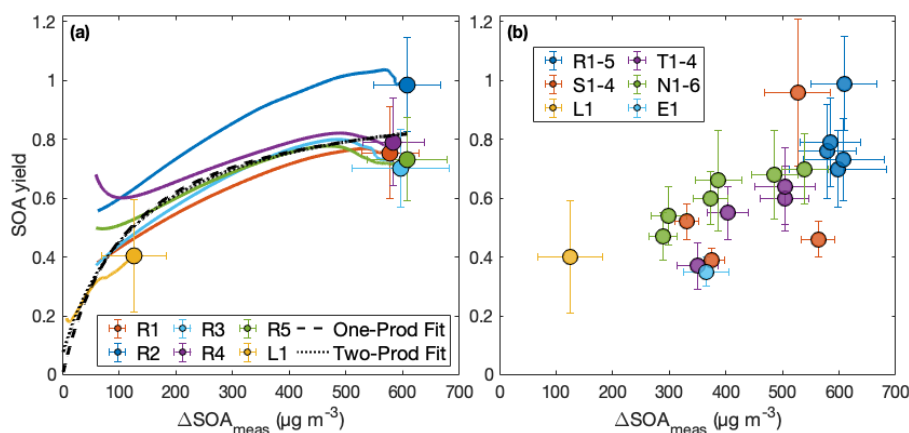 (a)
SOA yield
1.2
1
0.8
0.6
0.4
0.2
0
R1 R3 R5 One-Prod Fit
R2 R4 L1 Two-Prod Fit
0 100 200 300 400 500 600 700
ΔSOAmeas (μg m⁻³)
(b)
R1-5 T1-4
S1-4 N1-6
L1 E1
1.2
1
0.8
0.6
0.4
0.2
0
0 100 200 300 400 500 600 700
ΔSOAmeas (μg m⁻³)